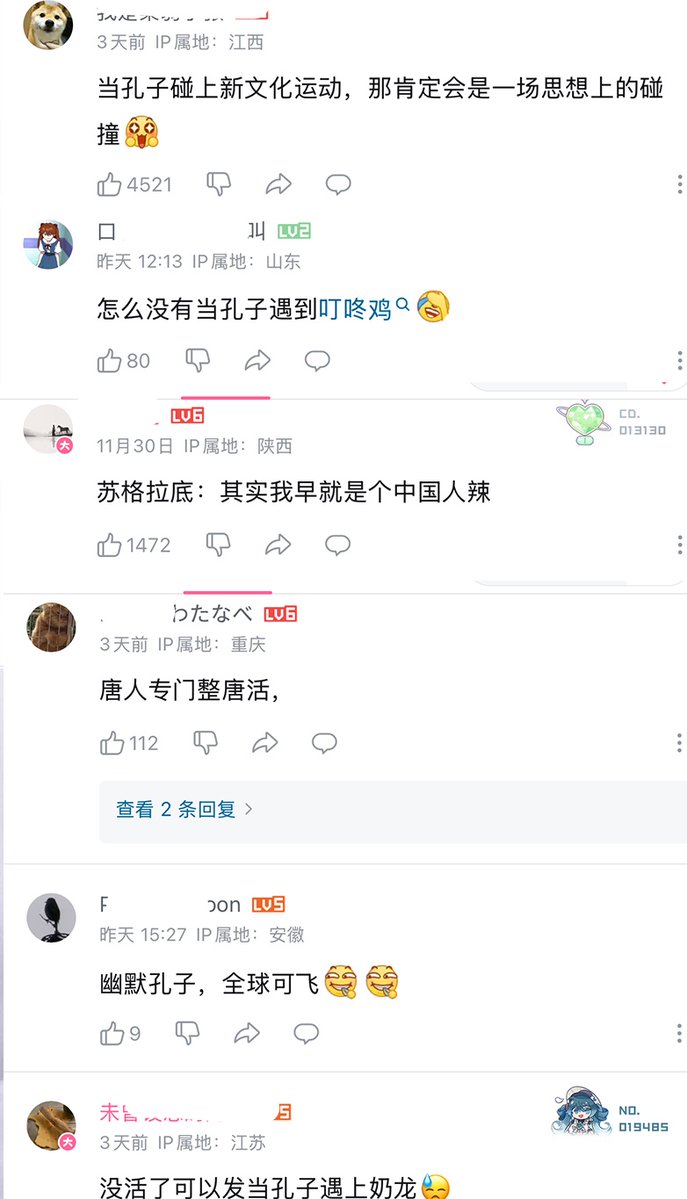 3天前 IP属地：江西
当孔子碰上新文化运动，那肯定会是一场思想上的碰
撞
4521
叫 LV2
昨天 12:13 IP属地：山东
怎么没有当孔子遇到叮咚鸡
80
LV6
CO.
013130
11月30日 IP属地：陕西
大
苏格拉底：其实我早就是个中国人辣
1472
わたなべ LV6
3天前 IP属地：重庆
唐人专门整唐活，
112
查看 2 条回复
oon LV5
昨天 15:27 IP属地：安徽
幽默孔子，全球可飞
9
未曾
NO.
019485
大
3天前 IP属地：江苏
没活了可以发当孔子遇上奶龙